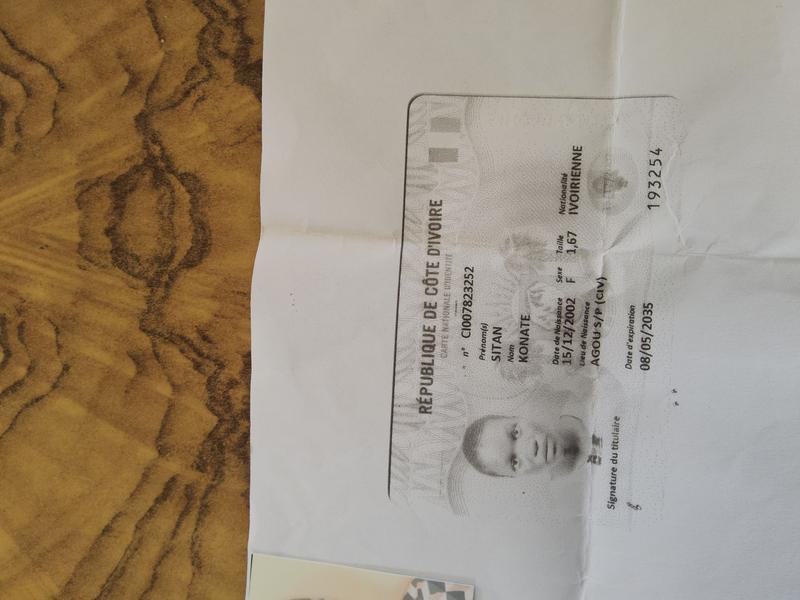 RÉPUBLIQUE DE CÔTE D'IVOIRE
CARTE NATIONALE D'IDENTITÉ
n° CI007823252
Prénom(s)
SITAN
Nom
KONATE
Date de Naissance Sexe Taille Nationalité
15/12/2002 F 1,67 IVOIRIENNE
Lieu de Naissance
AGOU S/P (CIV)
Signature du titulaire Date d'expiration
08/05/2035
193254